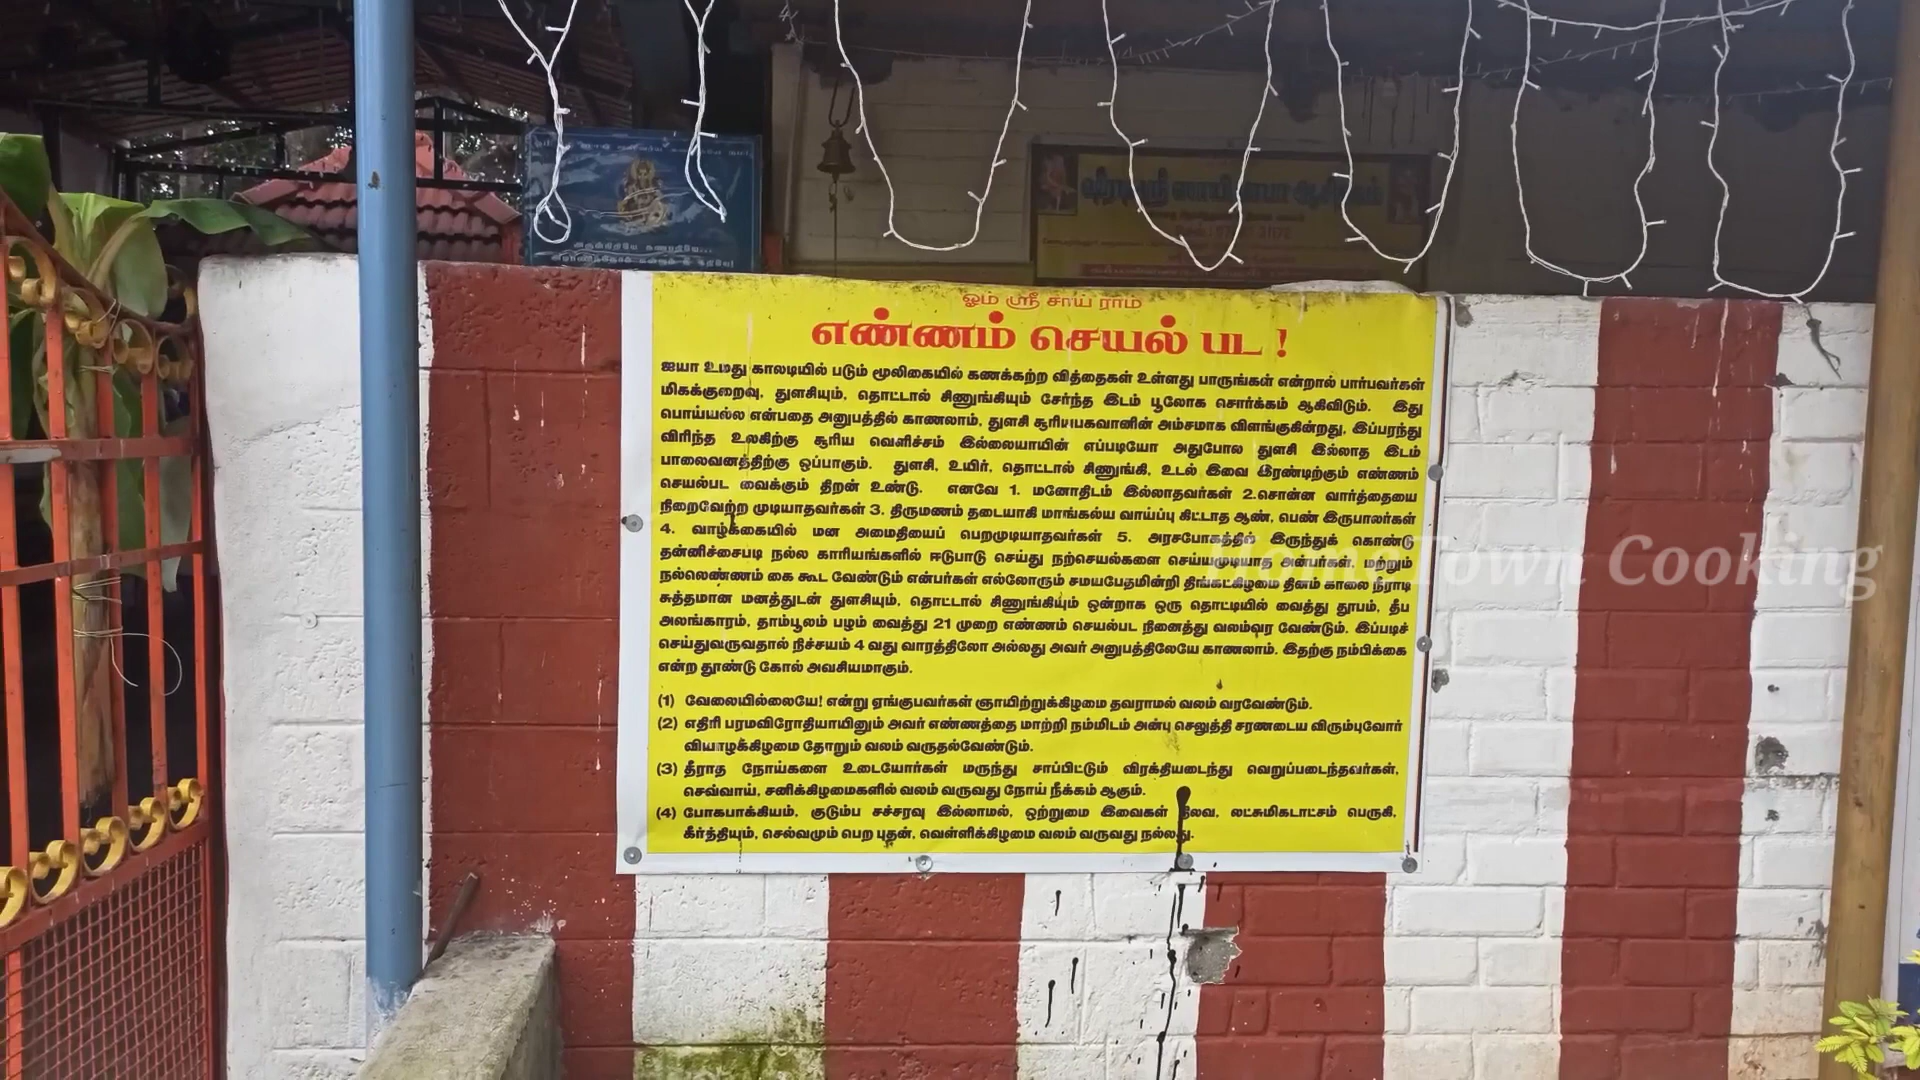 ஓம் ஸ்ரீ சாய் ராம்
எண்ணம் செயல் பட !
ஐயா உமது காலடியில் படும் மூலிகையில் கணக்கற்ற வித்தைகள் உள்ளது பாருங்கள் என்றால் பார்பவர்கள்
மிகக்குறைவு, துளசியும், தொட்டால் சிணுங்கியும் சேர்ந்த இடம் பூலோக சொர்க்கம் ஆகிவிடும். இது
பொய்யல்ல என்பதை அனுபத்தில் காணலாம், துளசி சூரியபகவானின் அம்சமாக விளங்குகின்றது, இப்பரந்து
விரிந்த உலகிற்கு சூரிய வெளிச்சம் இல்லையாயின் எப்படியோ அதுபோல துளசி இல்லாத இடம்
பாலைவனத்திற்கு ஒப்பாகும். துளசி, உயிர், தொட்டால் சிணுங்கி, உடல் இவை இரண்டிற்கும் எண்ணம்
செயல்பட வைக்கும் திறன் உண்டு. எனவே 1. மனோதிடம் இல்லாதவர்கள் 2.சொன்ன வார்த்தையை
நிறைவேற்ற முடியாதவர்கள் 3. திருமணம் தடையாகி மாங்கல்ய வாய்ப்பு கிட்டாத ஆண், பெண் இருபாலர்கள்
4. வாழ்க்கையில் மன அமைதியைப் பெறமுடியாதவர்கள் 5. அரசபோகத்தில் இருந்துக் கொண்டு
தன்னிச்சைபடி நல்ல காரியங்களில் ஈடுபாடு செய்து நற்செயல்களை செய்யமுடியாத அன்பர்கள், மற்றும்
நல்லெண்ணம் கை கூட வேண்டும் என்பர்கள் எல்லோரும் சமயபேதமின்றி திங்கட்கிழமை தினம் காலை நீராடி
சுத்தமான மனத்துடன் துளசியும், தொட்டால் சிணுங்கியும் ஒன்றாக ஒரு தொட்டியில் வைத்து தூபம், தீப
அலங்காரம், தாம்பூலம் பழம் வைத்து 21 முறை எண்ணம் செயல்பட நினைத்து வலம்வர வேண்டும். இப்படிச்
செய்துவருவதால் நிச்சயம் 4 வது வாரத்திலோ அல்லது அவர் அனுபத்திலேயே காணலாம். இதற்கு நம்பிக்கை
என்ற தூண்டு கோல் அவசியமாகும்.
(1) வேலையில்லையே! என்று ஏங்குபவர்கள் ஞாயிற்றுக்கிழமை தவராமல் வலம் வரவேண்டும்.
(2) எதிரி பரமவிரோதியாயினும் அவர் எண்ணத்தை மாற்றி நம்மிடம் அன்பு செலுத்தி சரணடைய விரும்புவோர்
வியாழக்கிழமை தோறும் வலம் வருதல்வேண்டும்.
(3) தீராத நோய்களை உடையோர்கள் மருந்து சாப்பிட்டும் விரக்தியடைந்து வெறுப்படைந்தவர்கள்,
செவ்வாய், சனிக்கிழமைகளில் வலம் வருவது நோய் நீக்கம் ஆகும்.
(4) போகபாக்கியம், குடும்ப சச்சரவு இல்லாமல், ஒற்றுமை இவைகள் நிலவ, லட்சுமிகடாட்சம் பெருகி,
கீர்த்தியும், செல்வமும் பெற புதன், வெள்ளிக்கிழமை வலம் வருவது நல்லது.
HomeTown Cooking